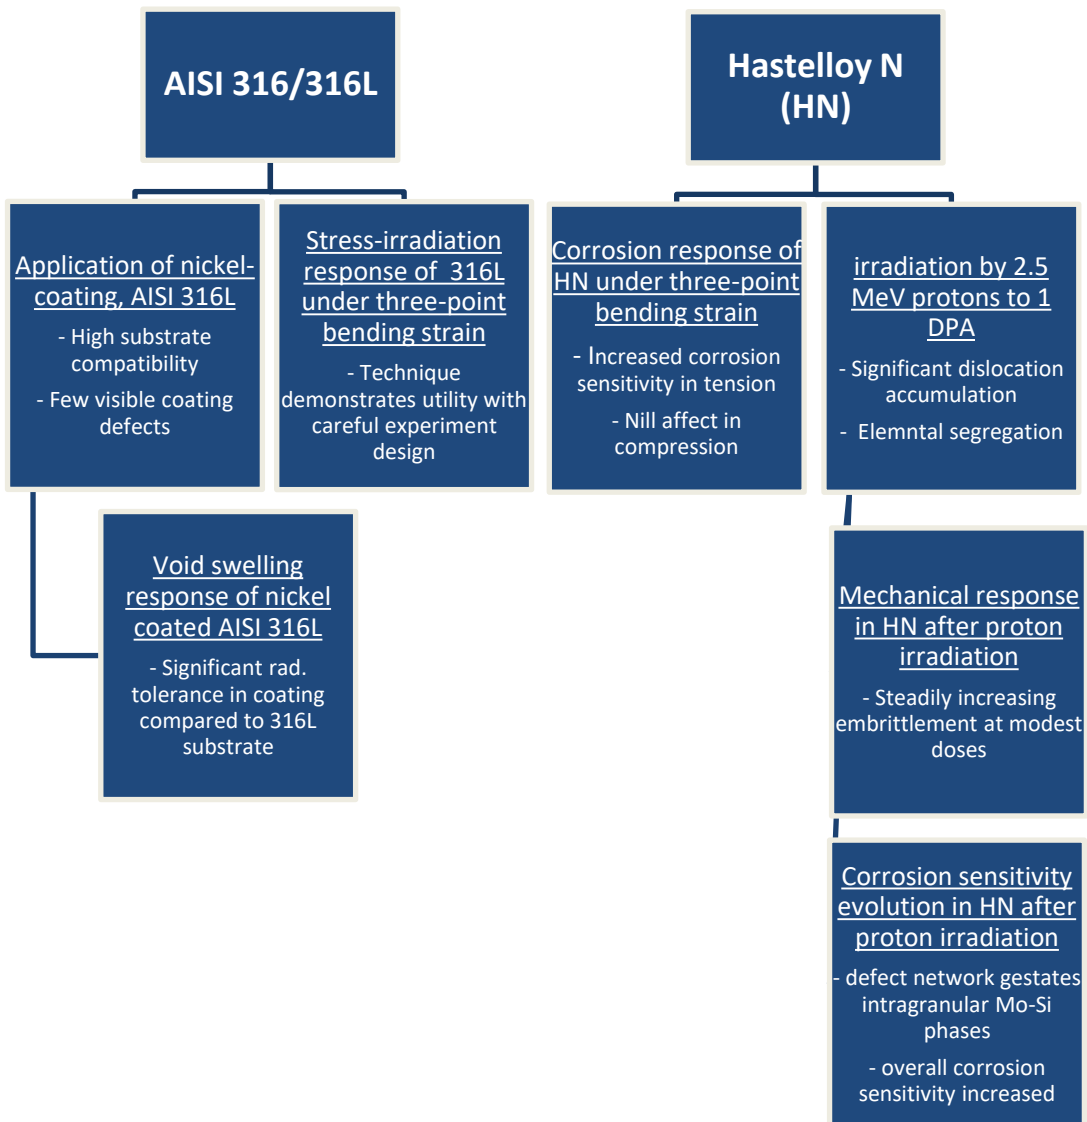 AISI 316/316L
Hastelloy N
(HN)
Application of nickel-
coating, AISI 316L
- High substrate
compatibility
- Few visible coating
defects
Stress-irradiation
response of 316L
under three-point
bending strain
- Technique
demonstrates utility with
careful experiment
design
Corrosion response of
HN under three-point
bending strain
- Increased corrosion
sensitivity in tension
- Nill affect in
compression
irradiation by 2.5
MeV protons to 1
DPA
- Significant dislocation
accumulation
- Elemntal segregation
Void swelling
response of nickel
coated AISI 316L
- Significant rad.
tolerance in coating
compared to 316L
substrate
Mechanical response
in HN after proton
irradiation
- Steadily increasing
embrittlement at modest
doses
Corrosion sensitivity
evolution in HN after
proton irradiation
- defect network gestates
intragranular Mo-Si
phases
- overall corrosion
sensitivity increased